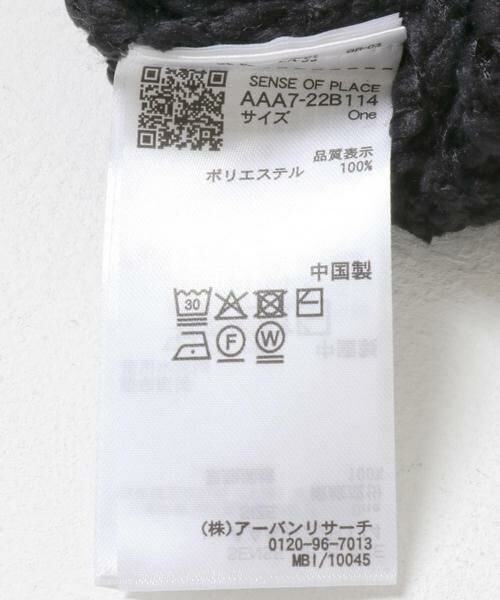 SENSE OF PLACE
AAA7-22B114
サイズ One
品質表示
ポリエステル 100%
中国製
30
F W
(株)アーバンリサーチ
0120-96-7013
MBI/10045